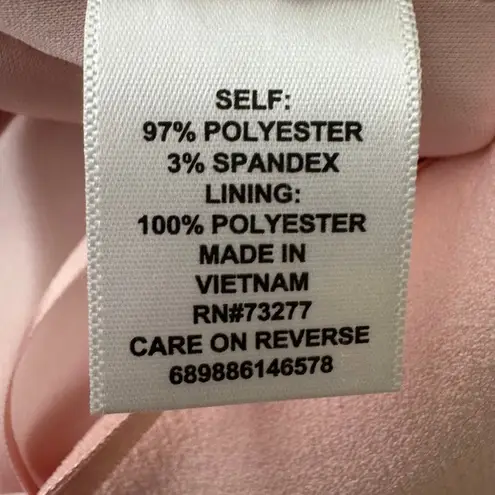 SELF:
97% POLYESTER
3% SPANDEX
LINING:
100% POLYESTER
MADE IN
VIETNAM
RN#73277
CARE ON REVERSE
689886146578